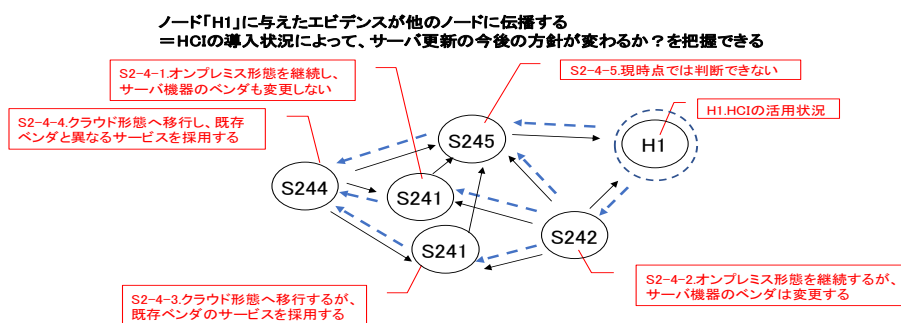 ノード「H1」に与えたエビデンスが他のノードに伝播する
＝HCIの導入状況によって、サーバ更新の今後の方針が変わるか？を把握できる
S2-4-1.オンプレミス形態を継続し、
サーバ機器のベンダも変更しない
S2-4-5.現時点では判断できない
S2-4-4.クラウド形態へ移行し、既存
ベンダと異なるサービスを採用する
H1.HCIの活用状況
S245
H1
S244
S241
S242
S241
S2-4-3.クラウド形態へ移行するが、
既存ベンダのサービスを採用する
S2-4-2.オンプレミス形態を継続するが、
サーバ機器のベンダは変更する